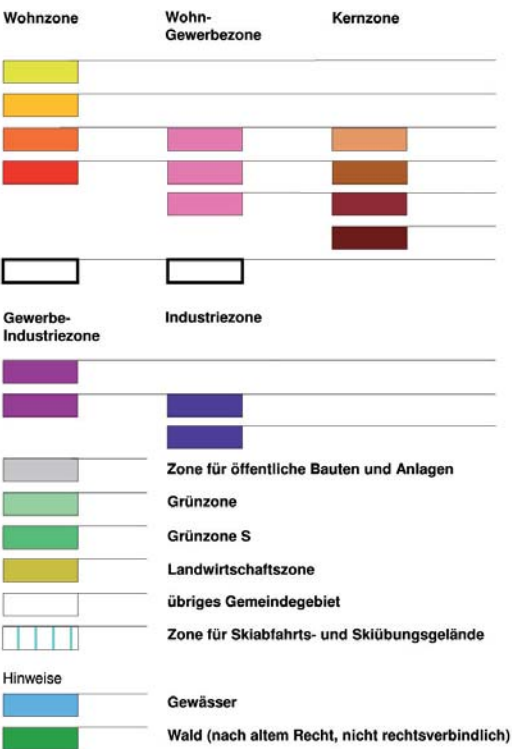 Wohnzone
Wohn-
Gewerbezone
Kernzone
Gewerbe-
Industriezone
Industriezone
Zone für öffentliche Bauten und Anlagen
Grünzone
Grünzone S
Landwirtschaftszone
übriges Gemeindegebiet
Zone für Skiabfahrts- und Skiübungsgelände
Hinweise
Gewässer
Wald (nach altem Recht, nicht rechtsverbindlich)